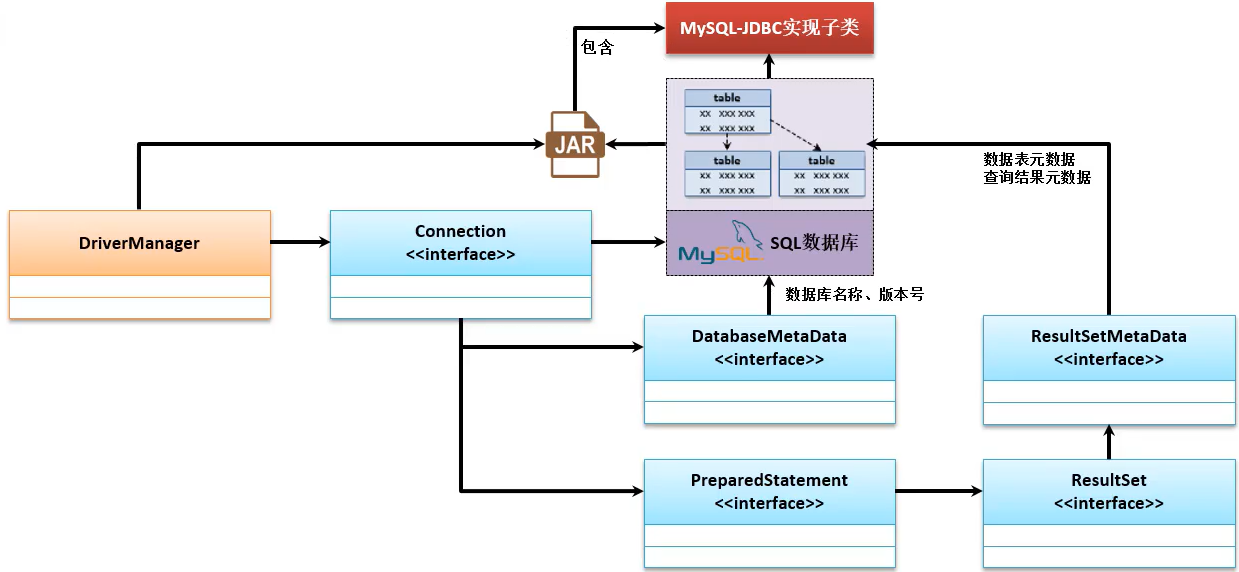 MySQL-JDBC实现子类
包含
JAR
table
xx xxx xxx
xx xxx xxx
table
xx xxx xxx
xx xxx xxx
table
xx xxx xxx
xx xxx xxx
数据表元数据
查询结果元数据
DriverManager
Connection
<<interface>>
MySQL SQL数据库
数据库名称、版本号
DatabaseMetaData
<<interface>>
ResultSetMetaData
<<interface>>
PreparedStatement
<<interface>>
ResultSet
<<interface>>